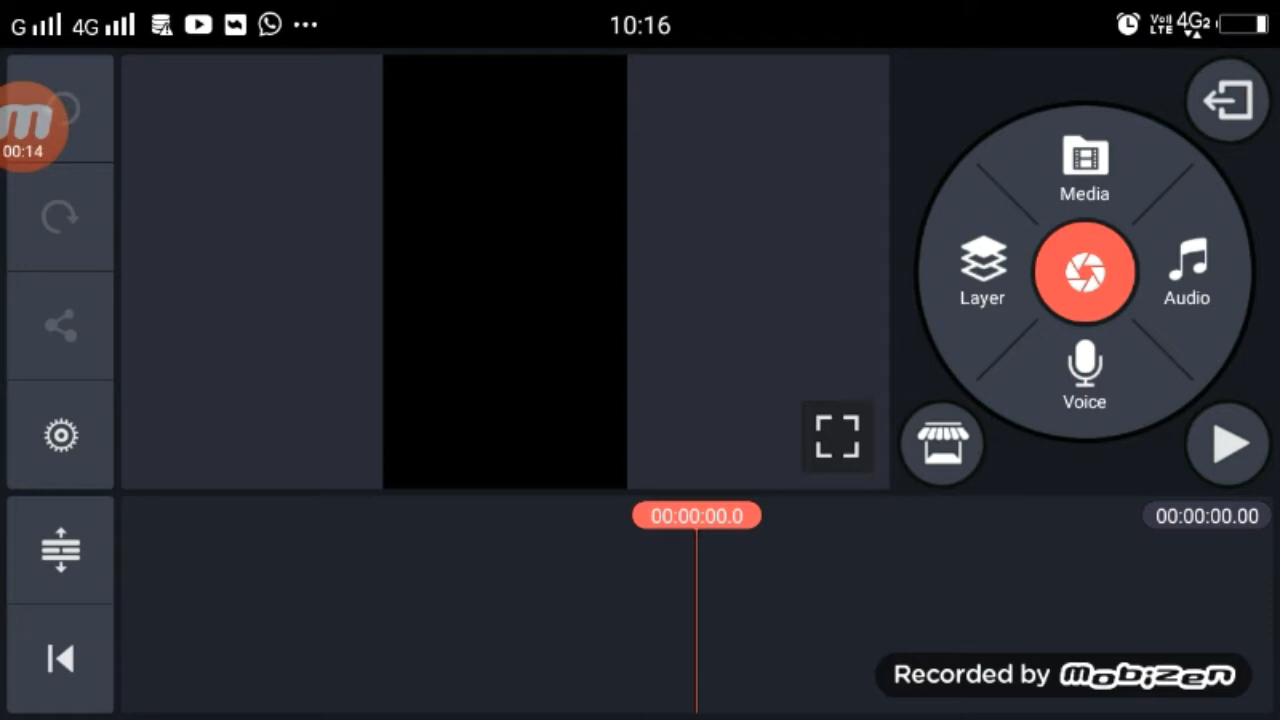 G 4G 10:16 VoII LTE 4G2
m
00:14
Media
Layer
Audio
Voice
00:00:00.0
00:00:00.00
Recorded by mobizen